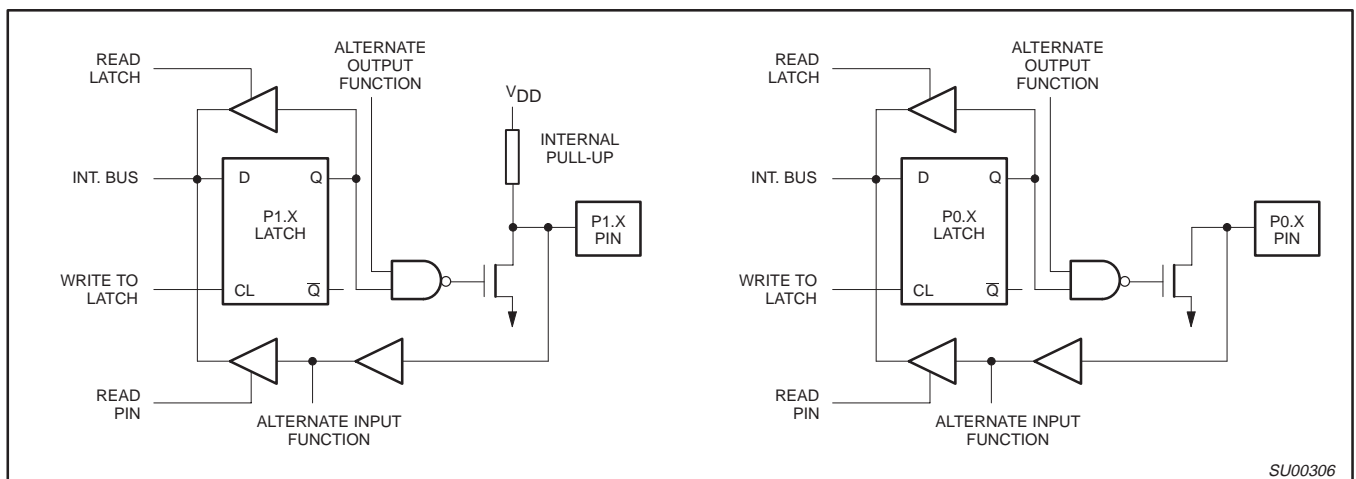 READ
LATCH
ALTERNATE
OUTPUT
FUNCTION
VDD
INTERNAL
PULL-UP
INT. BUS
D
Q
P1.X
LATCH
P1.X
PIN
WRITE TO
LATCH
CL
Q̅
READ
PIN
ALTERNATE INPUT
FUNCTION
READ
LATCH
ALTERNATE
OUTPUT
FUNCTION
INT. BUS
D
Q
P0.X
LATCH
P0.X
PIN
WRITE TO
LATCH
CL
Q̅
READ
PIN
ALTERNATE INPUT
FUNCTION
SU00306